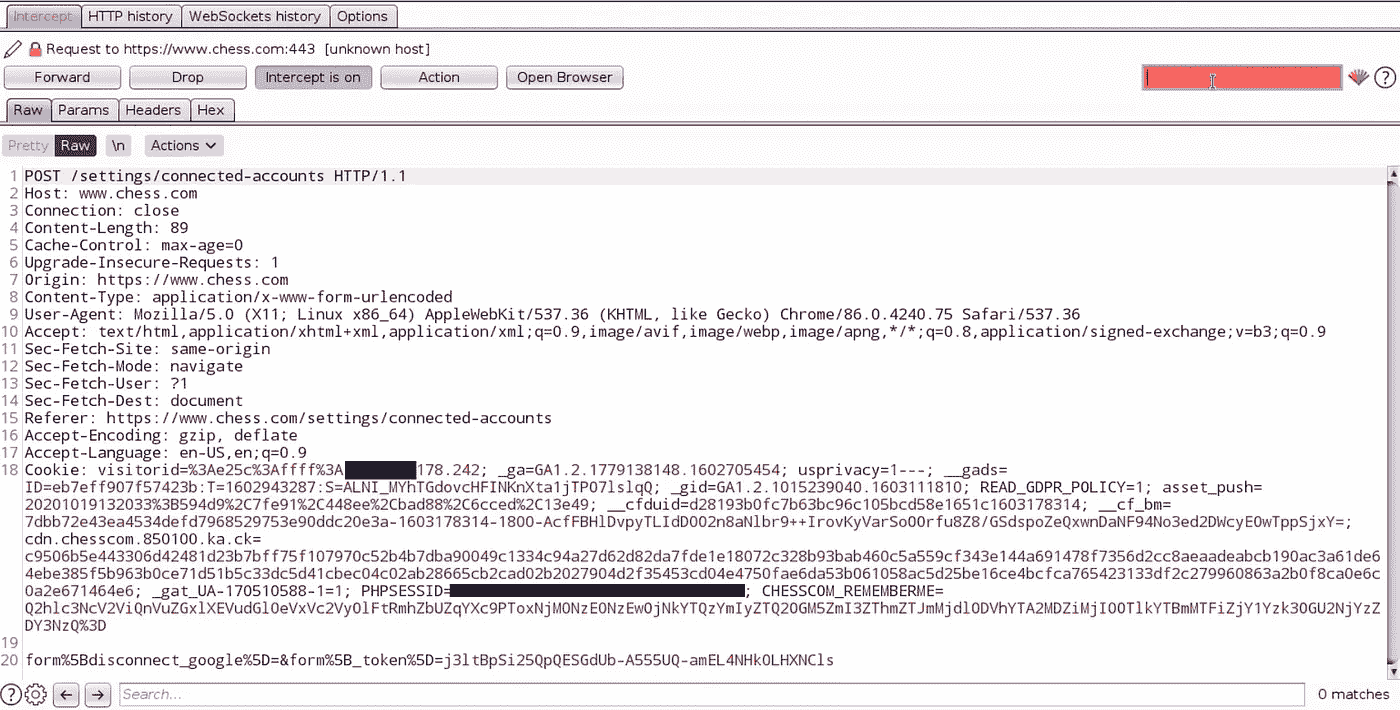 Intercept HTTP history WebSockets history Options
Request to https://www.chess.com:443 [unknown host]
Forward Drop Intercept is on Action Open Browser
Raw Params Headers Hex
Pretty Raw \n Actions
1 POST /settings/connected-accounts HTTP/1.1
2 Host: www.chess.com
3 Connection: close
4 Content-Length: 89
5 Cache-Control: max-age=0
6 Upgrade-Insecure-Requests: 1
7 Origin: https://www.chess.com
8 Content-Type: application/x-www-form-urlencoded
9 User-Agent: Mozilla/5.0 (X11; Linux x86_64) AppleWebKit/537.36 (KHTML, like Gecko) Chrome/86.0.4240.75 Safari/537.36
10 Accept: text/html,application/xhtml+xml,application/xml;q=0.9,image/avif,image/webp,image/apng,*/*;q=0.8,application/signed-exchange;v=b3;q=0.9
11 Sec-Fetch-Site: same-origin
12 Sec-Fetch-Mode: navigate
13 Sec-Fetch-User: ?1
14 Sec-Fetch-Dest: document
15 Referer: https://www.chess.com/settings/connected-accounts
16 Accept-Encoding: gzip, deflate
17 Accept-Language: en-US,en;q=0.9
18 Cookie: visitorid=%3Ae25c%3Affff%3A 178.242; _ga=GA1.2.1779138148.1602705454; usprivacy=1---; __gads=
ID=eb7eff907f57423b:T=1602943287:S=ALNI_MYhTGdovcHFINKnXta1jTPO7lslqQ; _gid=GA1.2.1015239040.1603111810; READ_GDPR_POLICY=1; asset_push=
20201019132033%3B594d9%2C7fe91%2C448ee%2Cbad88%2C6cced%2C13e49; __cfduid=d28193b0fc7b63bc96c105bcd58e1651c1603178314; __cf_bm=
7dbb72e43ea4534defd7968529753e90ddc20e3a-1603178314-1800-AcfFBHlDvpyTLIdDO02n8aNlbr9++IrovKyVarSoO0rfu8Z8/GSdspoZeQxwnDaNF94No3ed2DWcyEOwTppSjxY=;
cdn.chesscom.850100.ka.ck=
c9506b5e443306d42481d23b7bff75f107970c52b4b7dba90049c1334c94a27d62d82da7fde1e18072c328b93bab460c5a559cf343e144a691478f7356d2cc8aeaadeabcb190ac3a61de6
4ebe385f5b963b0ce71d51b5c33dc5d41cbec04c02ab28665cb2cad02b2027904d2f35453cd04e4750fae6da53b061058ac5d25be16ce4bcfca765423133df2c279960863a2b0f8ca0e6c
0a2e671464e6; _gat_UA-170510588-1=1; PHPSESSID= ; CHESSCOM_REMEMBERME=
19
20 form%5Bdisconnect_google%5D=&form%5B_token%5D=j3ltBpSi25QpQESGdUb-A555UQ-amEL4NHkOLHXNCls
Search...
0 matches